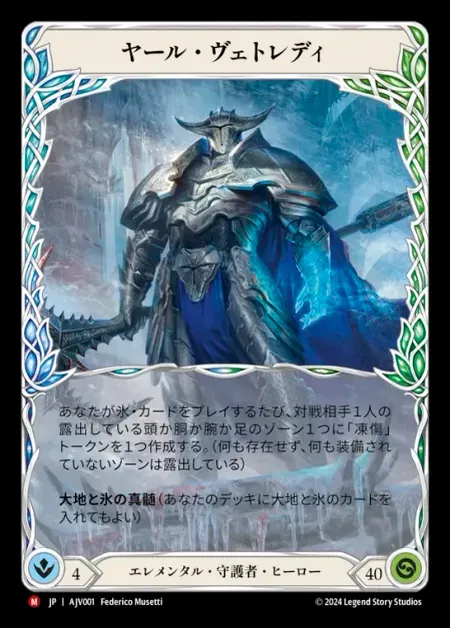 ヤール・ヴェトレディ
あなたが氷・カードをプレイするたび、対戦相手1人の
露出している頭か胴か腕か足のゾーン1つに「凍傷」
トークンを1つ作成する。（何も存在せず、何も装備され
ていないゾーンは露出している）
大地と氷の真髄（あなたのデッキに大地と氷のカードを
入れてもよい）
4
エレメンタル・守護者・ヒーロー
40
M JP | AJV001 Federico Musetti
© 2024 Legend Story Studios